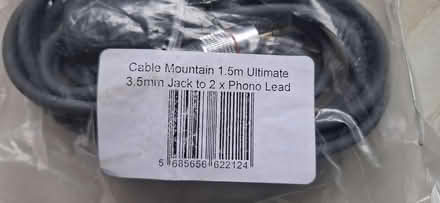 Cable Mountain 1.5m Ultimate
3.5mm Jack to 2 x Phono Lead
5 685656 622124